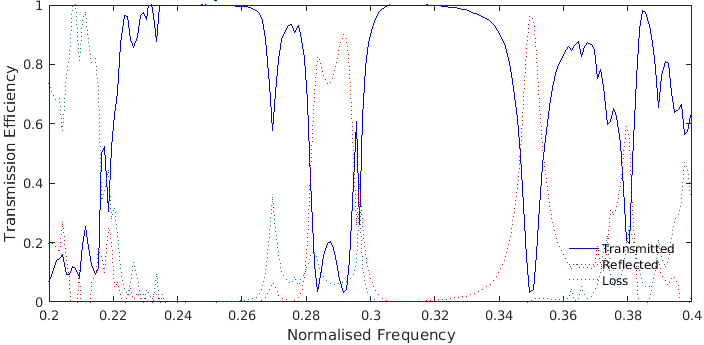 Transmission Efficiency
1
0.8
0.6
0.4
0.2
0
Transmitted
Reflected
Loss
0.2 0.22 0.24 0.26 0.28 0.3 0.32 0.34 0.36 0.38 0.4
Normalised Frequency